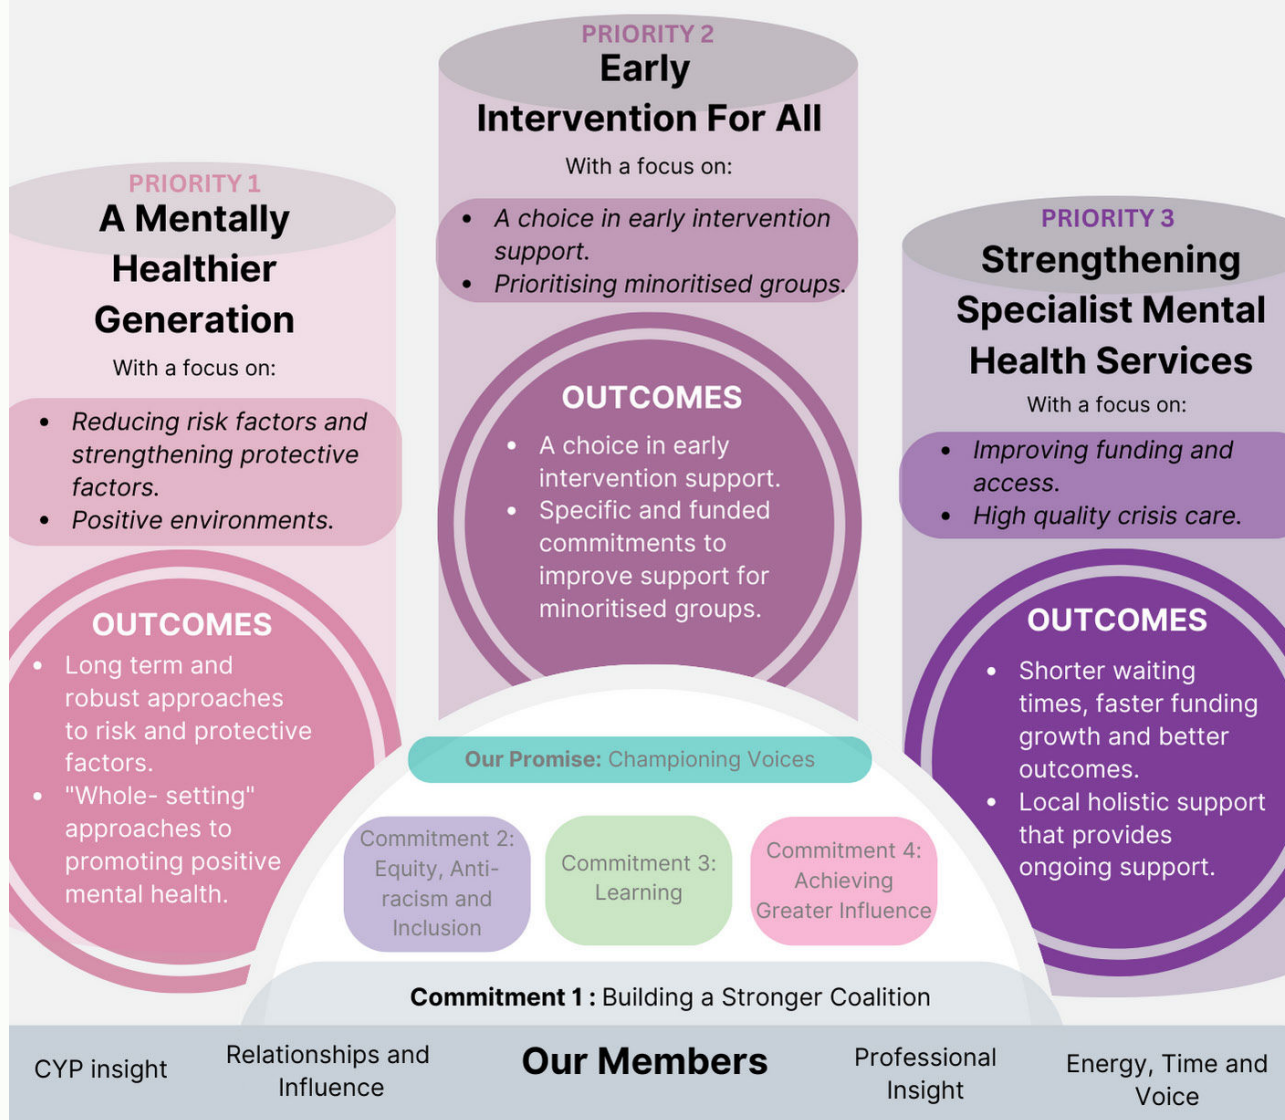 PRIORITY 1
A Mentally
Healthier
Generation
With a focus on:
• Reducing risk factors and
strengthening protective
factors.
• Positive environments.
OUTCOMES
• Long term and
robust approaches
to risk and protective
factors.
• "Whole- setting"
approaches to
promoting positive
mental health.
PRIORITY 2
Early
Intervention For All
With a focus on:
• A choice in early intervention
support.
• Prioritising minoritised groups.
OUTCOMES
• A choice in early
intervention support.
• Specific and funded
commitments to
improve support for
minoritised groups.
PRIORITY 3
Strengthening
Specialist Mental
Health Services
With a focus on:
• Improving funding and
access.
• High quality crisis care.
OUTCOMES
• Shorter waiting
times, faster funding
growth and better
outcomes.
• Local holistic support
that provides
ongoing support.
Our Promise: Championing Voices
Commitment 2:
Equity, Anti-
racism and
Inclusion
Commitment 3:
Learning
Commitment 4:
Achieving
Greater Influence
Commitment 1 : Building a Stronger Coalition
CYP insight
Relationships and
Influence
Our Members
Professional
Insight
Energy, Time and
Voice